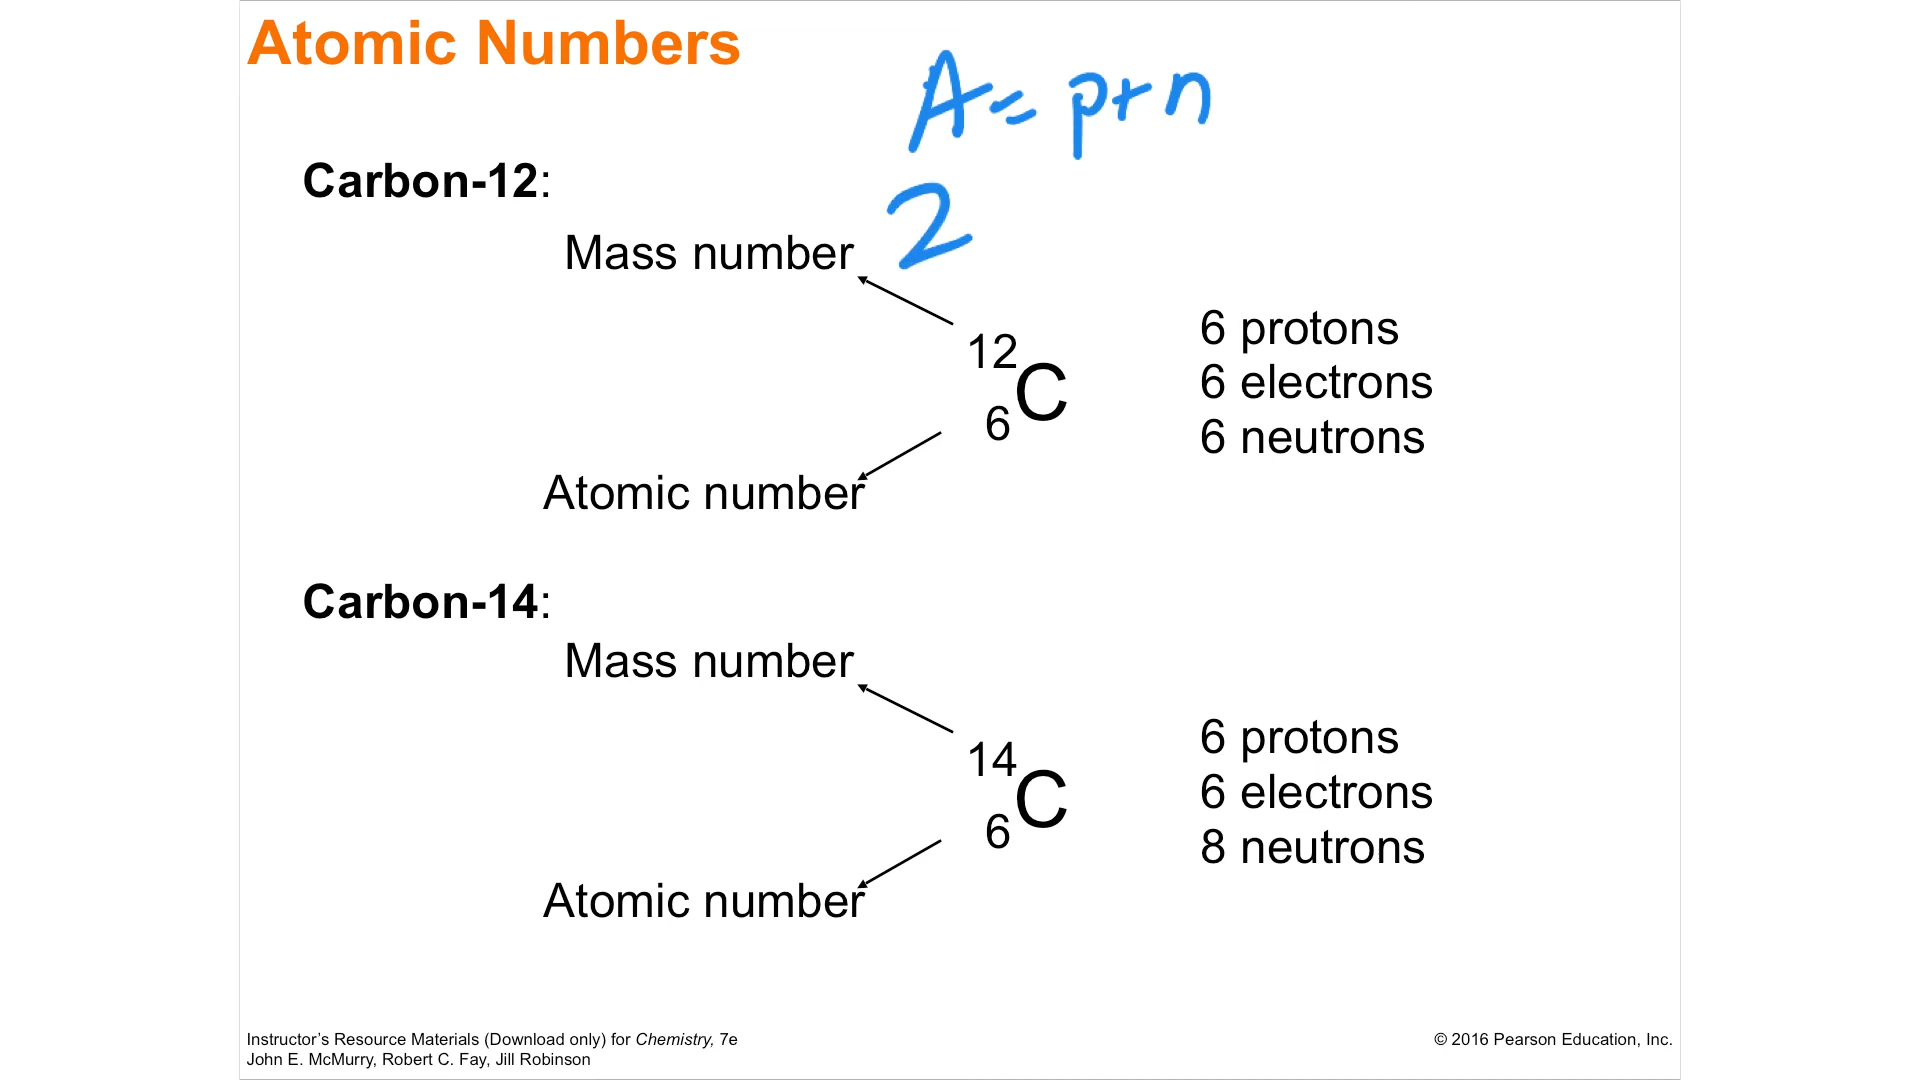 Atomic Numbers
A = p + n
Carbon-12:
2
Mass number
12
6
C
6 protons
6 electrons
6 neutrons
Atomic number
Carbon-14:
Mass number
14
6
C
6 protons
6 electrons
8 neutrons
Atomic number
Instructor’s Resource Materials (Download only) for Chemistry, 7e
John E. McMurry, Robert C. Fay, Jill Robinson
© 2016 Pearson Education, Inc.